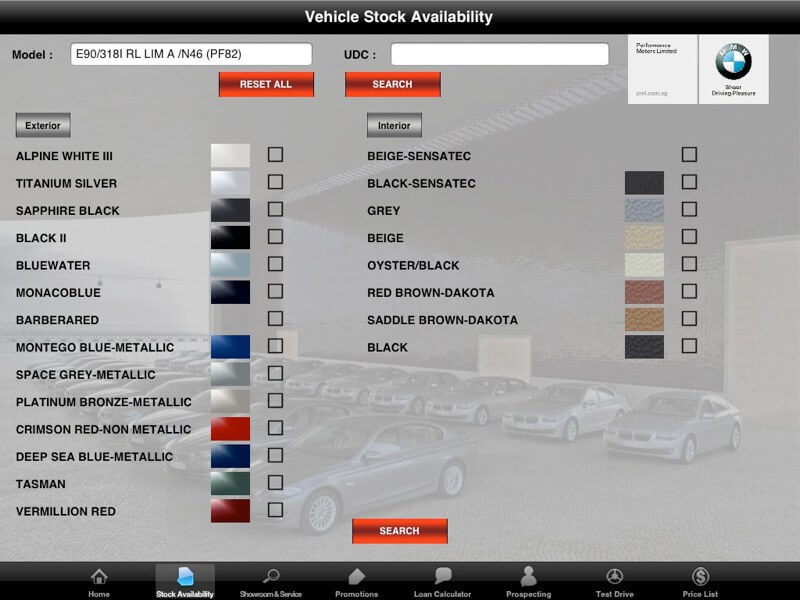 Vehicle Stock Availability
Model : E90/318I RL LIM A /N46 (PF82) UDC :
Performance
Motors Limited
pml.com.sg
BMW
Sheer
Driving Pleasure
RESET ALL SEARCH
Exterior Interior
ALPINE WHITE III BEIGE-SENSATEC
TITANIUM SILVER BLACK-SENSATEC
SAPPHIRE BLACK GREY
BLACK II BEIGE
BLUEWATER OYSTER/BLACK
MONACOBLUE RED BROWN-DAKOTA
BARBERARED SADDLE BROWN-DAKOTA
MONTEGO BLUE-METALLIC BLACK
SPACE GREY-METALLIC
PLATINUM BRONZE-METALLIC
CRIMSON RED-NON METALLIC
DEEP SEA BLUE-METALLIC
TASMAN
VERMILLION RED
SEARCH
Home Stock Availability Showroom & Service Promotions Loan Calculator Prospecting Test Drive Price List